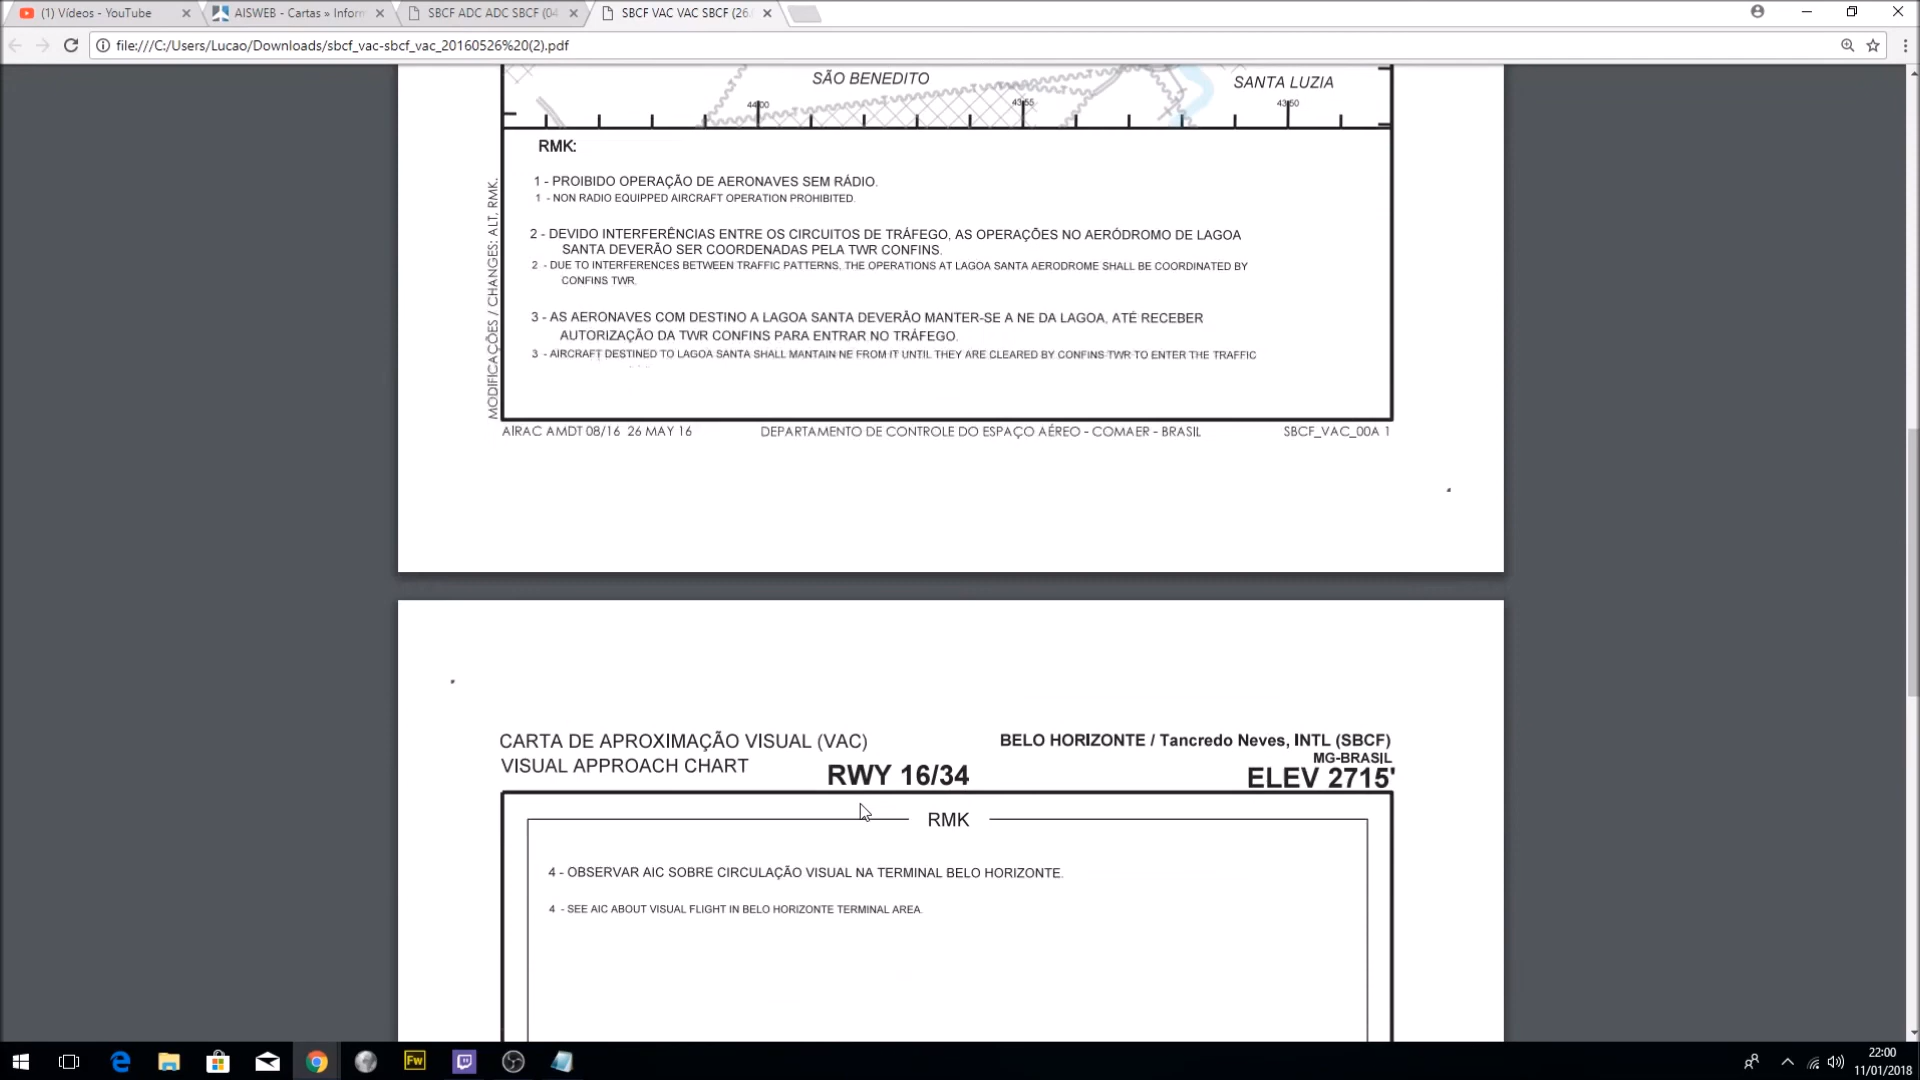 (1) Vídeos - YouTube
AISWEB - Cartas » Inform
SBCF ADC ADC SBCF (04
SBCF VAC VAC SBCF (26.
file:///C:/Users/Lucao/Downloads/sbcf_vac-sbcf_vac_20160526%20(2).pdf
SÃO BENEDITO
SANTA LUZIA
44 00
43 55
43 50
RMK:
1 - PROIBIDO OPERAÇÃO DE AERONAVES SEM RÁDIO.
1 - NON RADIO EQUIPPED AIRCRAFT OPERATION PROHIBITED.
2 - DEVIDO INTERFERÊNCIAS ENTRE OS CIRCUITOS DE TRÁFEGO, AS OPERAÇÕES NO AERÓDROMO DE LAGOA
SANTA DEVERÃO SER COORDENADAS PELA TWR CONFINS.
2 - DUE TO INTERFERENCES BETWEEN TRAFFIC PATTERNS, THE OPERATIONS AT LAGOA SANTA AERODROME SHALL BE COORDINATED BY
CONFINS TWR.
3 - AS AERONAVES COM DESTINO A LAGOA SANTA DEVERÃO MANTER-SE A NE DA LAGOA, ATÉ RECEBER
AUTORIZAÇÃO DA TWR CONFINS PARA ENTRAR NO TRÁFEGO.
3 - AIRCRAFT DESTINED TO LAGOA SANTA SHALL MANTAIN NE FROM IT UNTIL THEY ARE CLEARED BY CONFINS TWR TO ENTER THE TRAFFIC
MODIFICAÇÕES / CHANGES: ALT, RMK.
AIRAC AMDT 08/16 26 MAY 16
DEPARTAMENTO DE CONTROLE DO ESPAÇO AÉREO - COMAER - BRASIL
SBCF_VAC_00A 1
CARTA DE APROXIMAÇÃO VISUAL (VAC)
VISUAL APPROACH CHART
RWY 16/34
BELO HORIZONTE / Tancredo Neves, INTL (SBCF)
MG-BRASIL
ELEV 2715'
RMK
4 - OBSERVAR AIC SOBRE CIRCULAÇÃO VISUAL NA TERMINAL BELO HORIZONTE.
4 - SEE AIC ABOUT VISUAL FLIGHT IN BELO HORIZONTE TERMINAL AREA.
Fw
22:00
11/01/2018